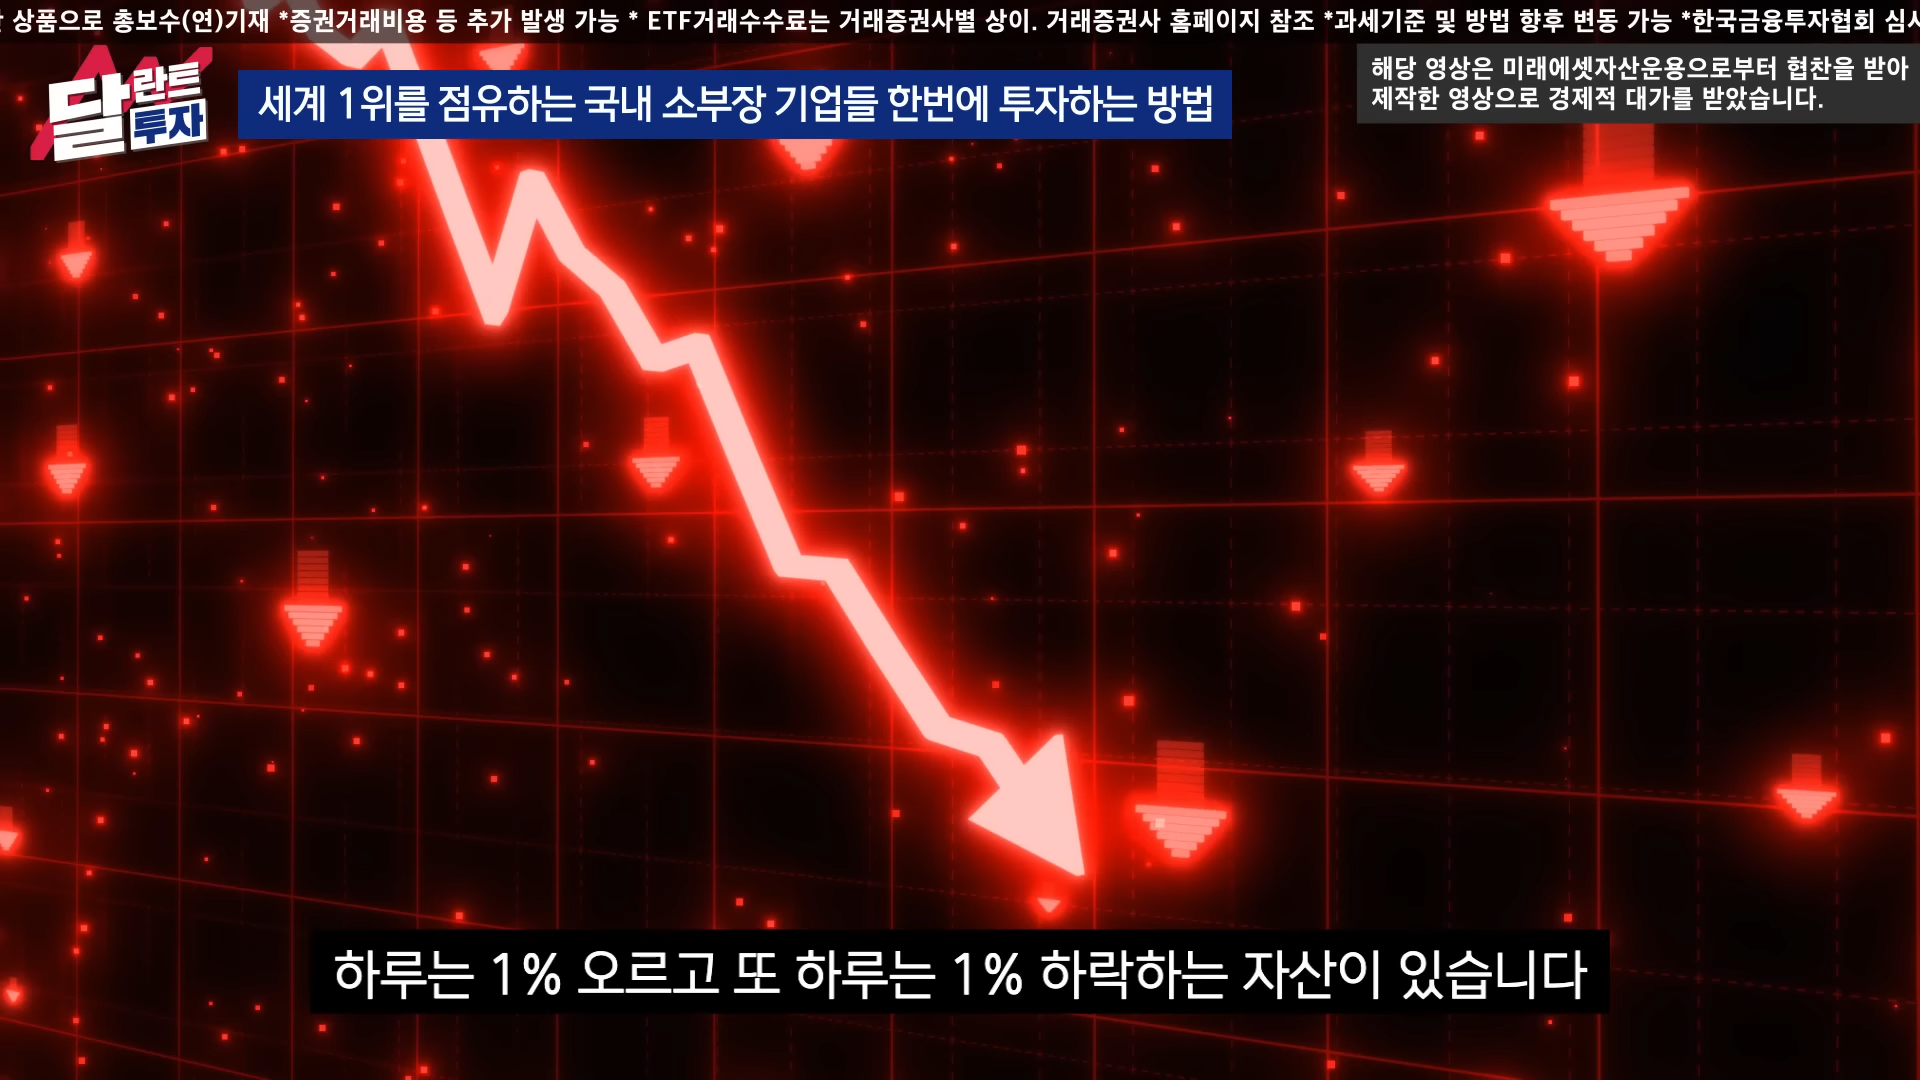 상품으로 총보수(연)기재 *증권거래비용 등 추가 발생 가능 * ETF거래수수료는 거래증권사별 상이. 거래증권사 홈페이지 참조 *과세기준 및 방법 향후 변동 가능 *한국금융투자협회 심사
달란트
투자
세계 1위를 점유하는 국내 소부장 기업들 한번에 투자하는 방법
해당 영상은 미래에셋자산운용으로부터 협찬을 받아
제작한 영상으로 경제적 대가를 받았습니다.
하루는 1% 오르고 또 하루는 1% 하락하는 자산이 있습니다